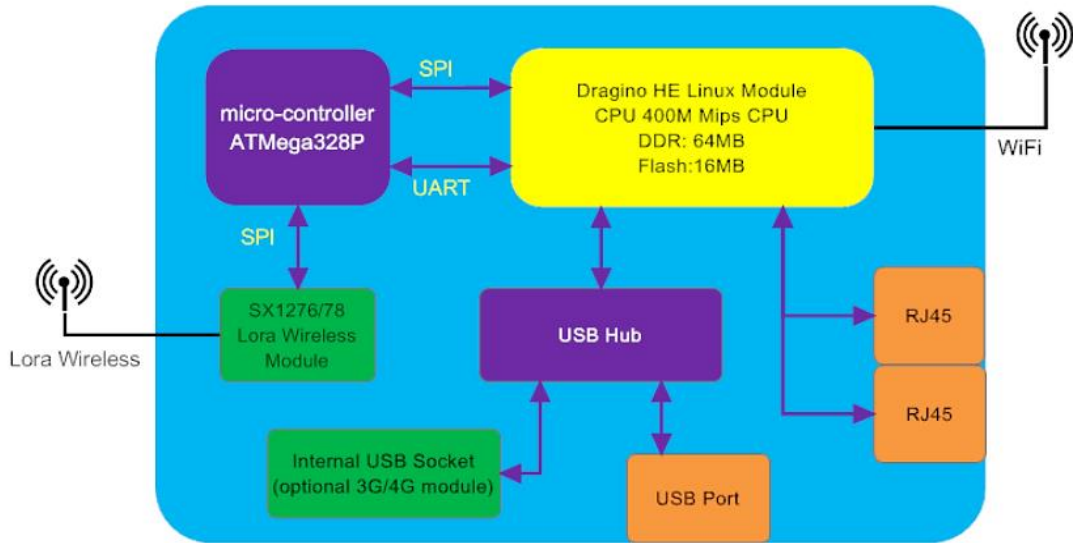 micro-controller
ATMega328P
SPI
UART
Dragino HE Linux Module
CPU 400M Mips CPU
DDR: 64MB
Flash:16MB
WiFi
SPI
SX1276/78
Lora Wireless
Module
Lora Wireless
USB Hub
RJ45
RJ45
Internal USB Socket
(optional 3G/4G module)
USB Port